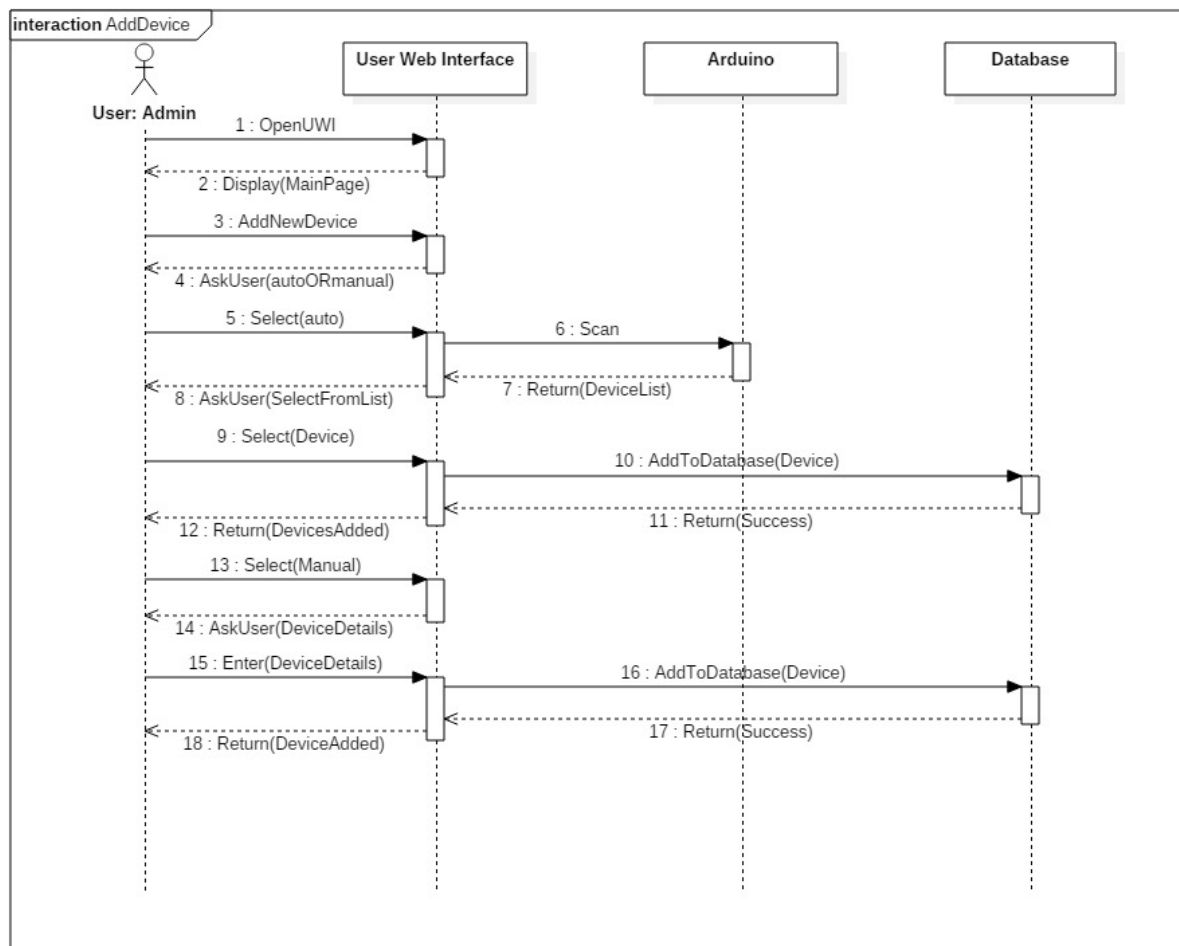 interaction AddDevice
User Web Interface
Arduino
Database
User: Admin
1 : OpenUWI
2 : Display(MainPage)
3 : AddNewDevice
4 : AskUser(autoORmanual)
5 : Select(auto)
6 : Scan
7 : Return(DeviceList)
8 : AskUser(SelectFromList)
9 : Select(Device)
10 : AddToDatabase(Device)
11 : Return(Success)
12 : Return(DevicesAdded)
13 : Select(Manual)
14 : AskUser(DeviceDetails)
15 : Enter(DeviceDetails)
16 : AddToDatabase(Device)
17 : Return(Success)
18 : Return(DeviceAdded)